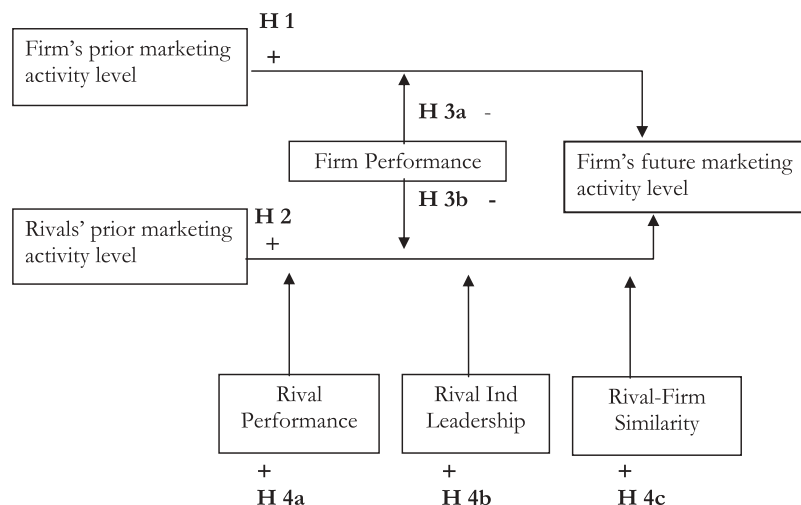 H 1
+
Firm's prior marketing
activity level
H 3a -
Firm Performance
H 3b -
Firm's future marketing
activity level
H 2
+
Rivals' prior marketing
activity level
Rival
Performance
+
H 4a
Rival Ind
Leadership
+
H 4b
Rival-Firm
Similarity
+
H 4c